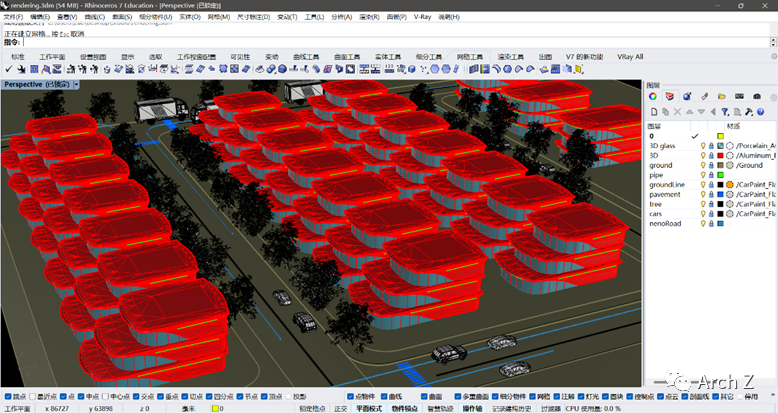 rendering.3dm (54 MB) - Rhinoceros 7 Education - [Perspective (已锁定)]
文件(F) 编辑(E) 查看(V) 曲线(C) 曲面(S) 细分物件(U) 实体(O) 网格(M) 尺寸标注(D) 变动(T) 工具(L) 分析(A) 渲染(R) 面板(P) V-Ray 说明(H)
正在建立网格... 按 Esc 取消
指令:
标准 工作平面 设置视图 显示 选取 工作视窗配置 可见性 变动 曲线工具 曲面工具 实体工具 细分工具 网格工具 渲染工具 出图 V7 的新功能 VRay All
Perspective (已锁定)
图层
图层 材质
0
3D glass /Porcelain_A
3D /Aluminum_
ground /Ground
pipe
groundLine /CarPaint_Fla
pavement /CarPaint_Fla
tree /CarPaint_Fla
cars /CarPaint_Fla
nenoRoad
Arch Z
端点 最近点 点 中点 中心点 交点 垂点 切点 四分点 节点 顶点 投影 点物件 曲线 曲面 多重曲面 细分物件 网格 注解 灯光 图块 控制点 点云 剖面线 其它 停用
工作平面 x 86727 y 63898 z 0 毫米 0 锁定格点 正交 平面模式 物件锁点 智慧轨迹 操作轴 记录建构历史 过滤器 CPU 使用量: 0.0 %